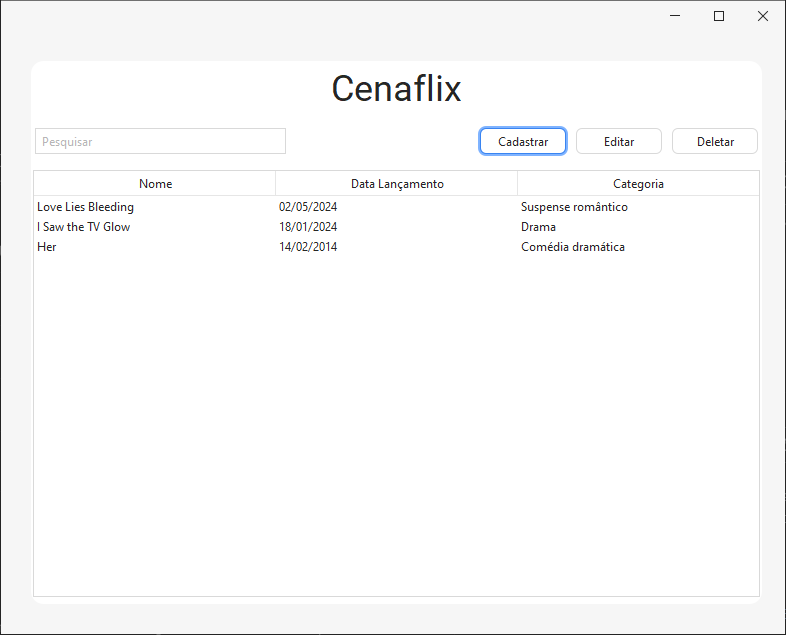 Cenaflix
Pesquisar
Cadastrar
Editar
Deletar
Nome Data Lançamento Categoria
Love Lies Bleeding 02/05/2024 Suspense romântico
I Saw the TV Glow 18/01/2024 Drama
Her 14/02/2014 Comédia dramática